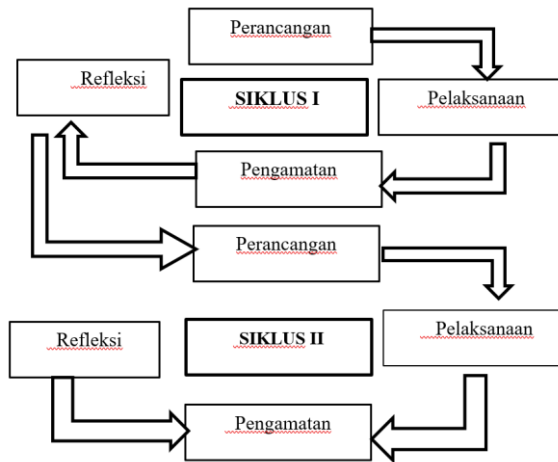 Perancangan
Refleksi
SIKLUS I
Pelaksanaan
Pengamatan
Perancangan
Refleksi
SIKLUS II
Pelaksanaan
Pengamatan